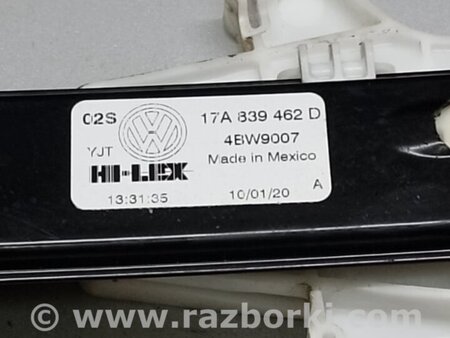 02S 17A 839 462 D
YJT 4BW9007
HI-LEX Made in Mexico
13:31:35 10/01/20 A
© www.razborki.com